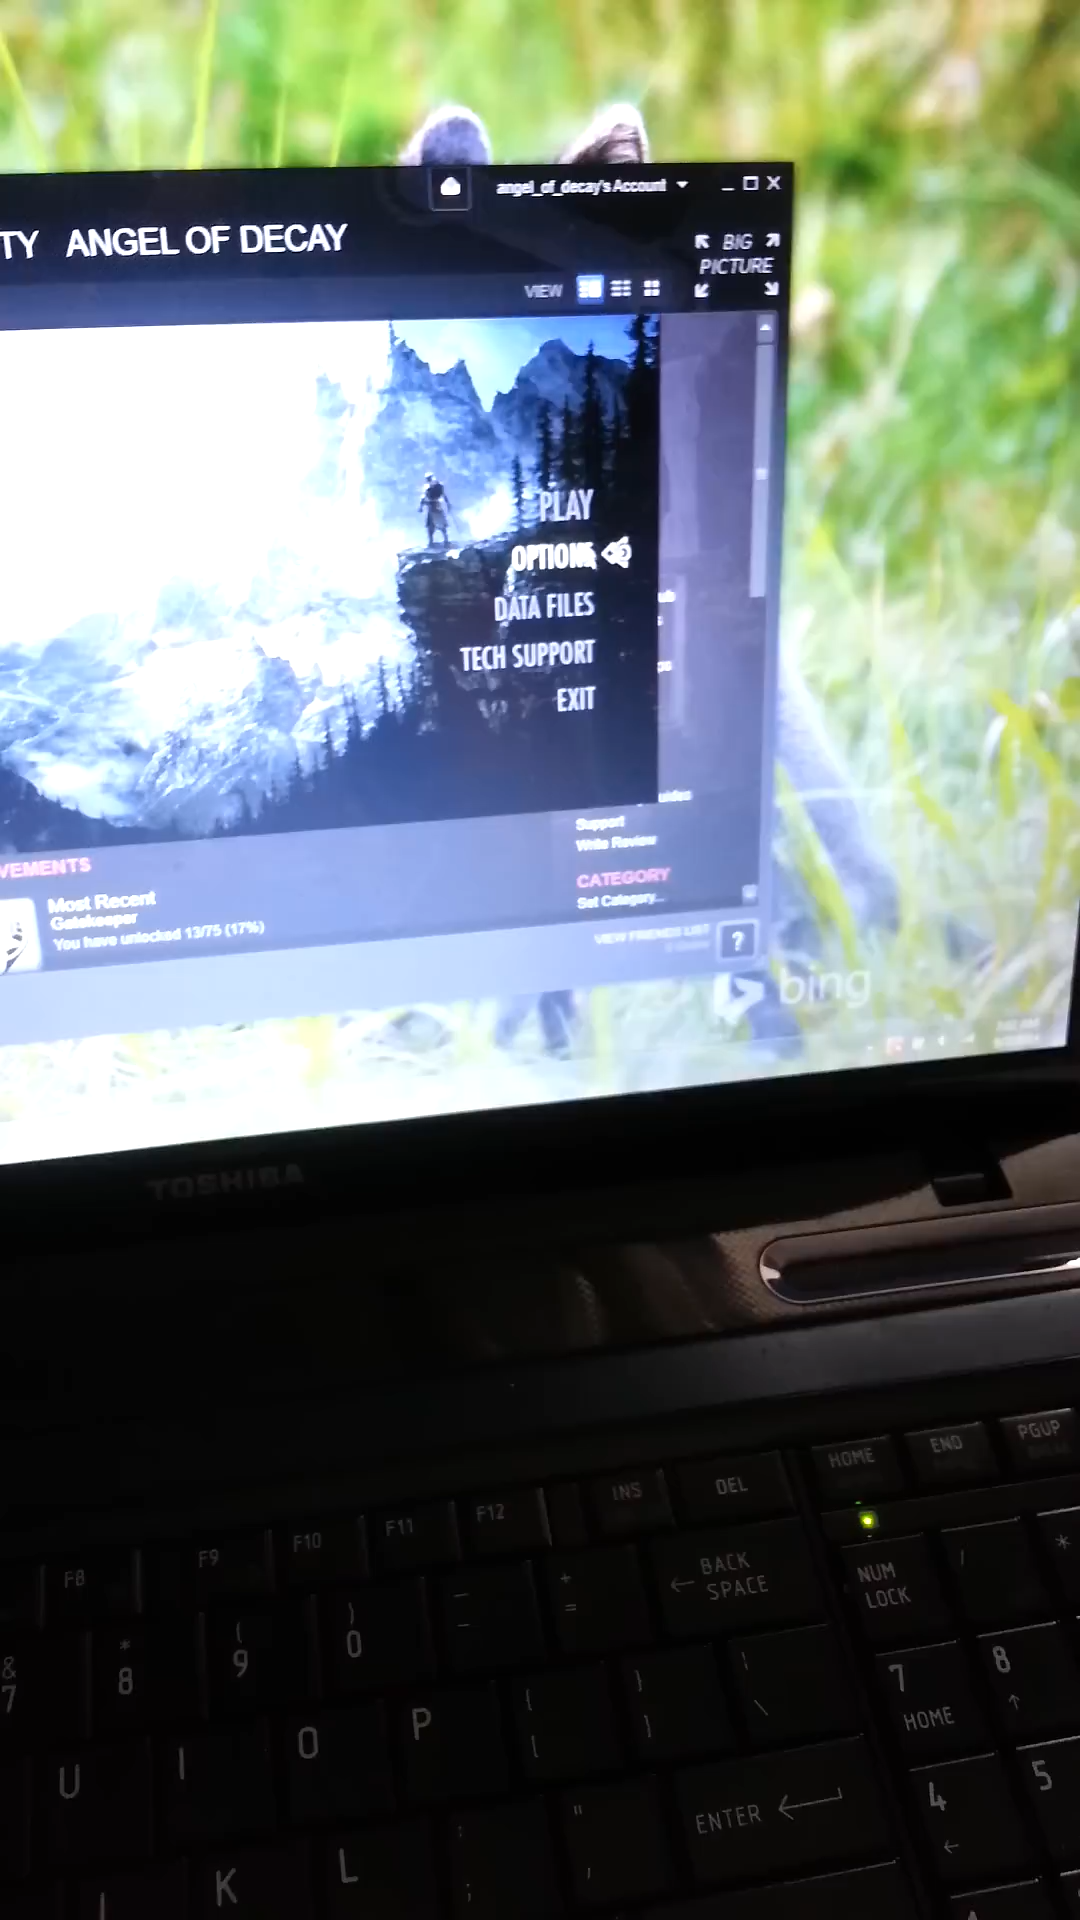 angel_of_decay's Account
TY ANGEL OF DECAY
BIG
PICTURE
VIEW
PLAY
OPTIONS
DATA FILES
TECH SUPPORT
EXIT
Support
Write Review
VEMENTS
CATEGORY
Most Recent
Set Category...
Gatekeeper
You have unlocked 13/75 (17%)
VIEW FRIENDS LIST
?
bing
TOSHIBA
HOME END PGUP
F8 F9 F10 F11 F12 INS DEL
& 7 * 8 ( 9 ) 0 _ - + = ← BACK SPACE NUM LOCK / *
U I O P { [ } ] | \ 7 HOME 8 ↑
K L : ; " ' ENTER 4 ← 5